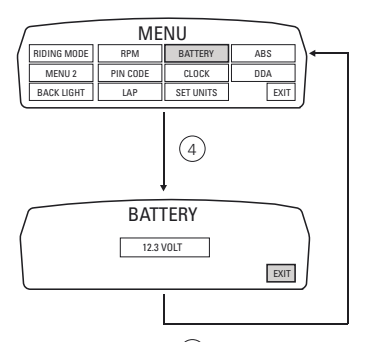 MENU
RIDING MODE RPM BATTERY ABS
MENU 2 PIN CODE CLOCK DDA
BACK LIGHT LAP SET UNITS EXIT
4
BATTERY
12.3 VOLT
EXIT